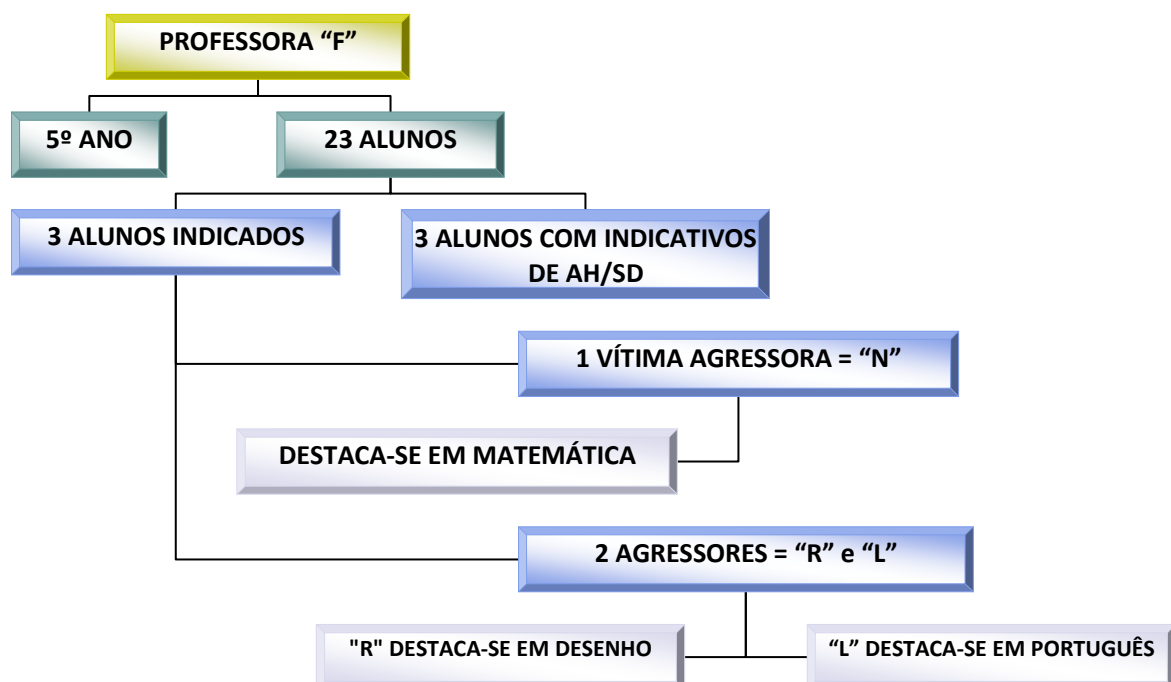 PROFESSORA “F”
5º ANO
23 ALUNOS
3 ALUNOS INDICADOS
3 ALUNOS COM INDICATIVOS
DE AH/SD
1 VÍTIMA AGRESSORA = “N”
DESTACA-SE EM MATEMÁTICA
2 AGRESSORES = “R” e “L”
"R" DESTACA-SE EM DESENHO
“L” DESTACA-SE EM PORTUGUÊS